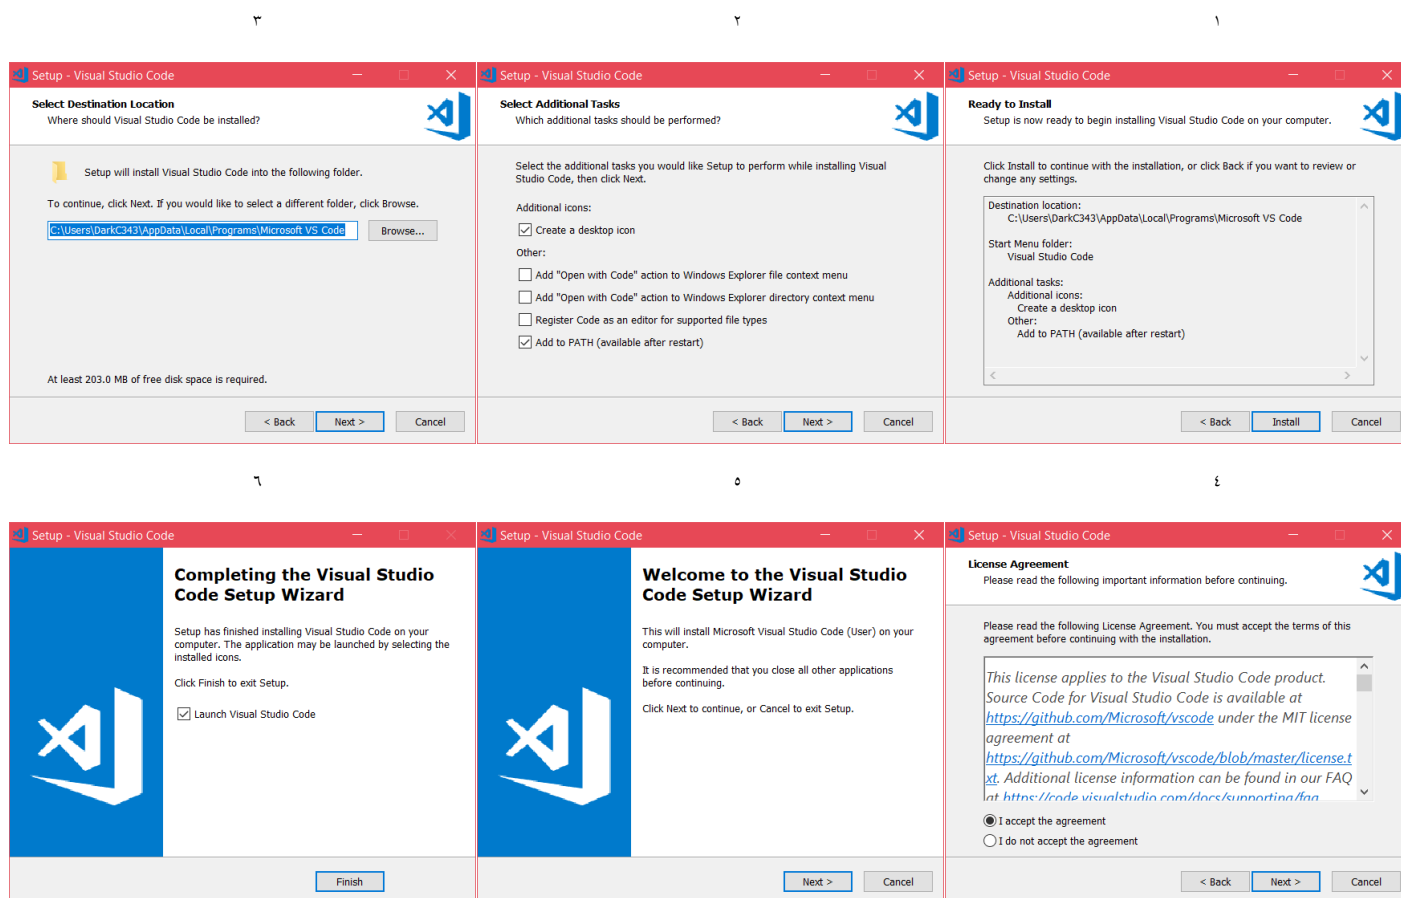 ١
Setup - Visual Studio Code
Ready to Install
Setup is now ready to begin installing Visual Studio Code on your computer.
Click Install to continue with the installation, or click Back if you want to review or
change any settings.
Destination location:
C:\Users\DarkC343\AppData\Local\Programs\Microsoft VS Code
Start Menu folder:
Visual Studio Code
Additional tasks:
Additional icons:
Create a desktop icon
Other:
Add to PATH (available after restart)
< Back Install Cancel
٢
Setup - Visual Studio Code
Select Additional Tasks
Which additional tasks should be performed?
Select the additional tasks you would like Setup to perform while installing Visual
Studio Code, then click Next.
Additional icons:
Create a desktop icon
Other:
Add "Open with Code" action to Windows Explorer file context menu
Add "Open with Code" action to Windows Explorer directory context menu
Register Code as an editor for supported file types
Add to PATH (available after restart)
< Back Next > Cancel
٣
Setup - Visual Studio Code
Select Destination Location
Where should Visual Studio Code be installed?
Setup will install Visual Studio Code into the following folder.
To continue, click Next. If you would like to select a different folder, click Browse.
C:\Users\DarkC343\AppData\Local\Programs\Microsoft VS Code Browse...
At least 203.0 MB of free disk space is required.
< Back Next > Cancel
٤
Setup - Visual Studio Code
License Agreement
Please read the following important information before continuing.
Please read the following License Agreement. You must accept the terms of this
agreement before continuing with the installation.
This license applies to the Visual Studio Code product.
Source Code for Visual Studio Code is available at
https://github.com/Microsoft/vscode under the MIT license
agreement at
https://github.com/Microsoft/vscode/blob/master/license.t
xt. Additional license information can be found in our FAQ
at https://code.visualstudio.com/docs/supporting/faq
I accept the agreement
I do not accept the agreement
< Back Next > Cancel
٥
Setup - Visual Studio Code
Welcome to the Visual Studio
Code Setup Wizard
This will install Microsoft Visual Studio Code (User) on your
computer.
It is recommended that you close all other applications
before continuing.
Click Next to continue, or Cancel to exit Setup.
Next > Cancel
٦
Setup - Visual Studio Code
Completing the Visual Studio
Code Setup Wizard
Setup has finished installing Visual Studio Code on your
computer. The application may be launched by selecting the
installed icons.
Click Finish to exit Setup.
Launch Visual Studio Code
Finish